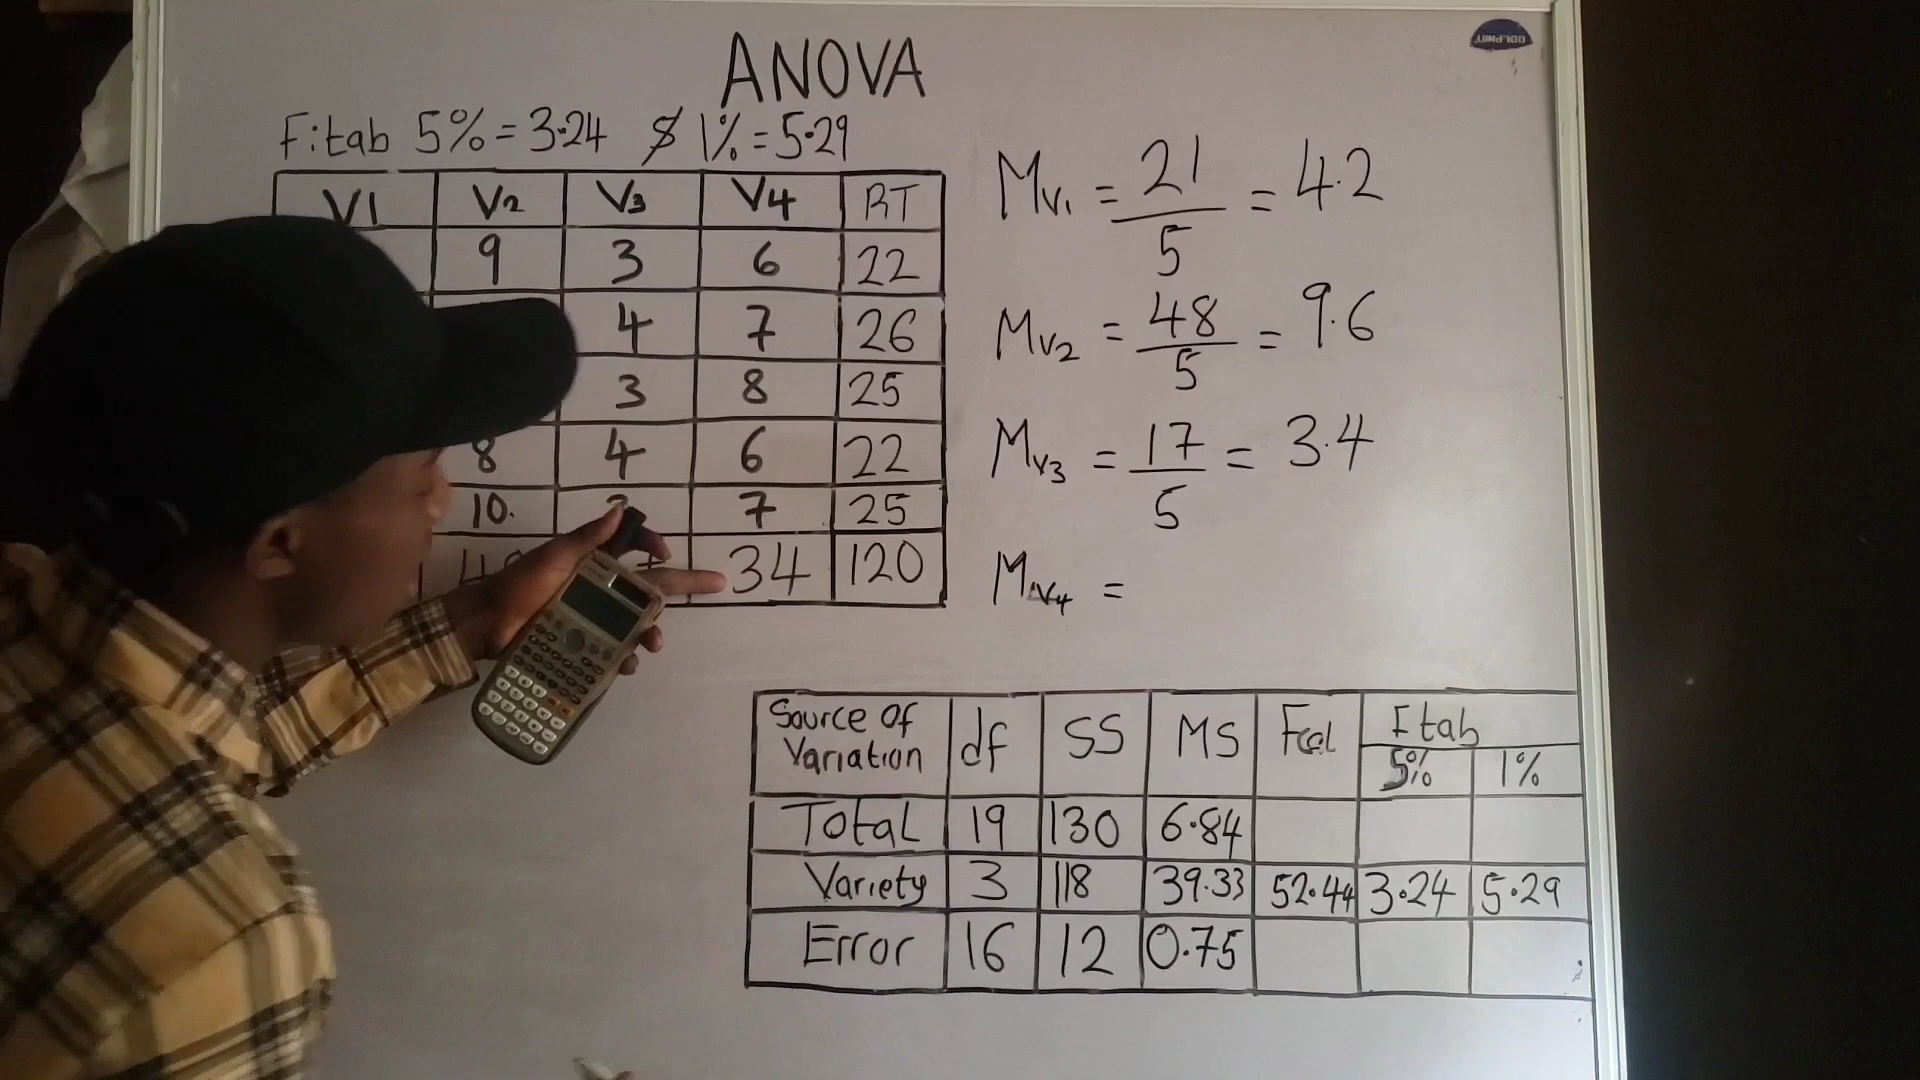 ANOVA
DOLPHIN
F:tab 5% = 3.24 $ 1% = 5.29
V1 V2 V3 V4 RT
9 3 6 22
4 7 26
3 8 25
8 4 6 22
10. 7 25
34 120
Mv1 = 21/5 = 4.2
Mv2 = 48/5 = 9.6
Mv3 = 17/5 = 3.4
Mv4 =
Source Of Variation df SS MS Fcal F tab
5% 1%
Total 19 130 6.84
Variety 3 118 39.33 52.44 3.24 5.29
Error 16 12 0.75